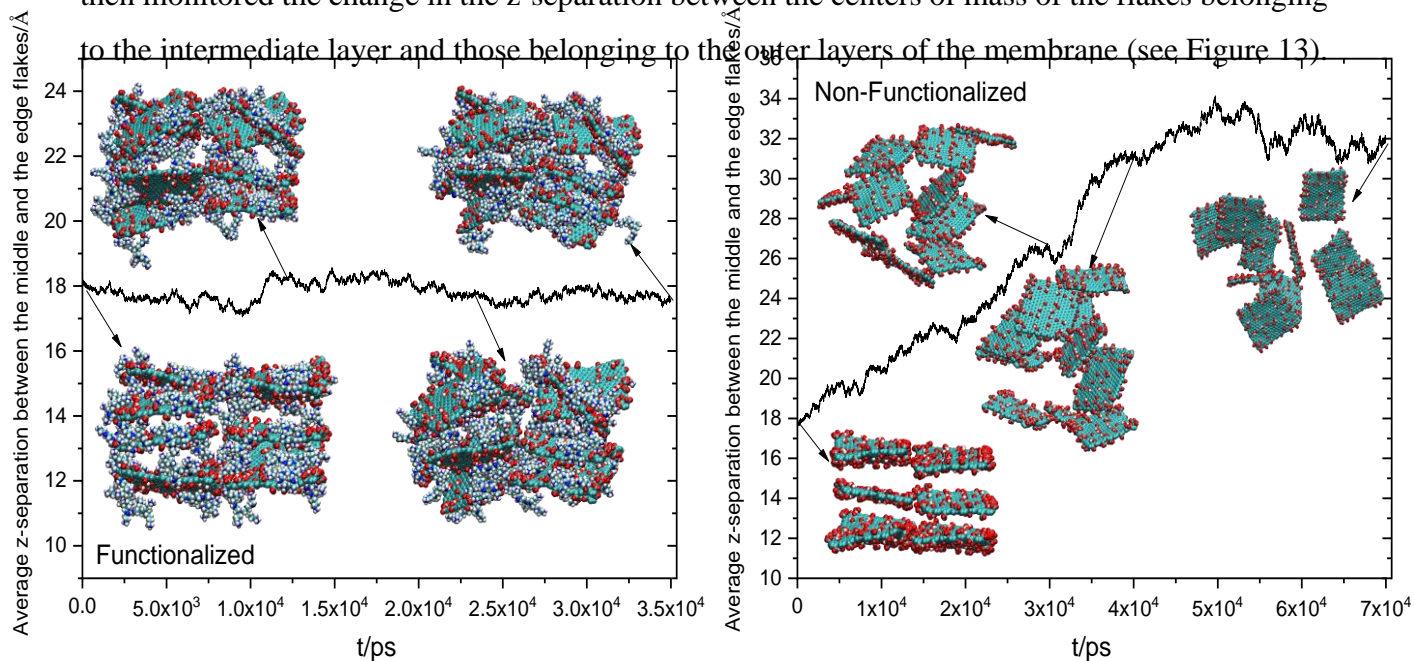 then monitored the change in the z-separation between the centers of mass of the flakes belonging
to the intermediate layer and those belonging to the outer layers of the membrane (see Figure 13).
Average z-separation between the middle and the edge flakes/Å
24
22
20
18
16
14
12
10
Functionalized
0.0 5.0x10³ 1.0x10⁴ 1.5x10⁴ 2.0x10⁴ 2.5x10⁴ 3.0x10⁴ 3.5x10⁴
t/ps
Average z-separation between the middle and the edge flakes/Å
36
34
32
30
28
26
24
22
20
18
16
14
12
10
Non-Functionalized
0 1x10⁴ 2x10⁴ 3x10⁴ 4x10⁴ 5x10⁴ 6x10⁴ 7x10⁴
t/ps